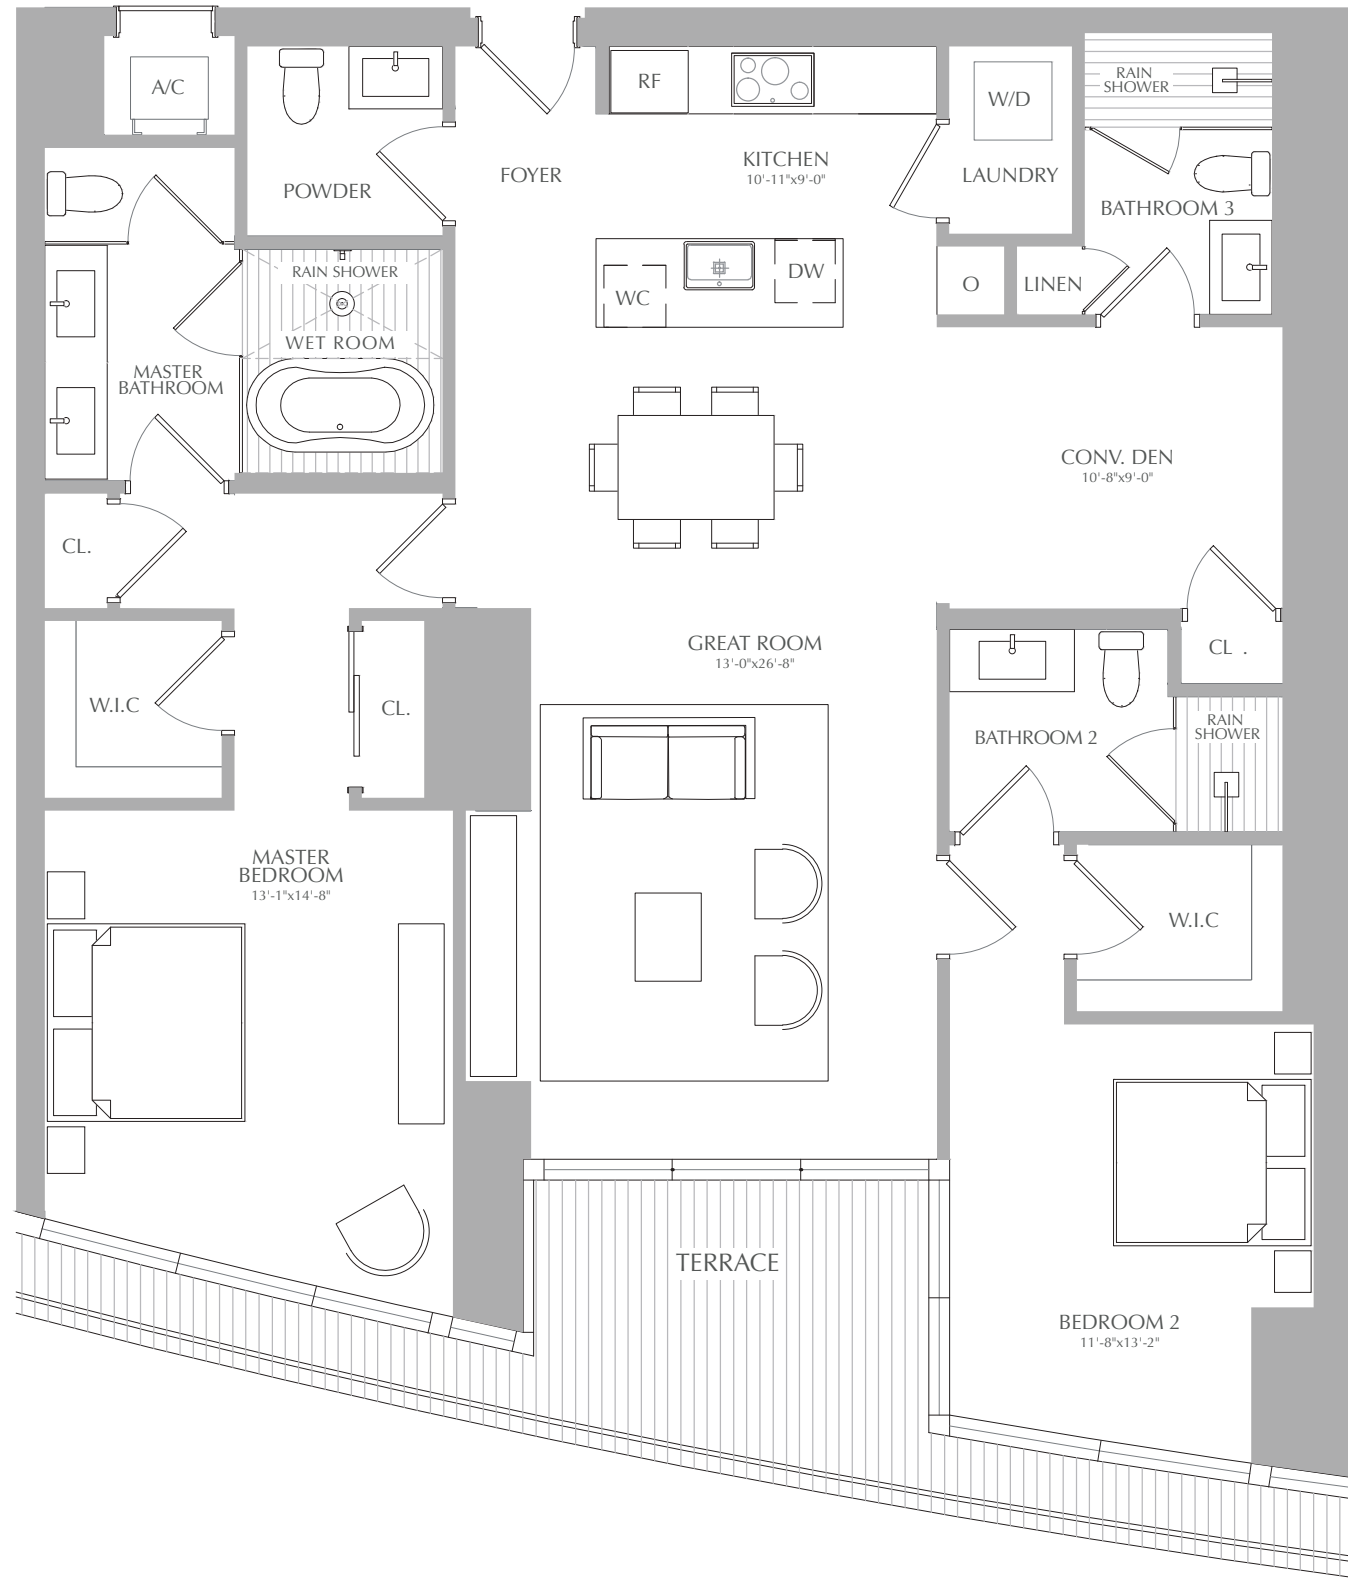 A/C
RF
W/D
RAIN
SHOWER
KITCHEN
10'-11"x9'-0"
FOYER
LAUNDRY
POWDER
BATHROOM 3
RAIN SHOWER
DW
WC
O
LINEN
WET ROOM
MASTER
BATHROOM
CONV. DEN
10'-8"x9'-0"
CL.
GREAT ROOM
13'-0"x26'-8"
CL .
W.I.C
CL.
RAIN
SHOWER
BATHROOM 2
MASTER
BEDROOM
13'-1"x14'-8"
W.I.C
TERRACE
BEDROOM 2
11'-8"x13'-2"